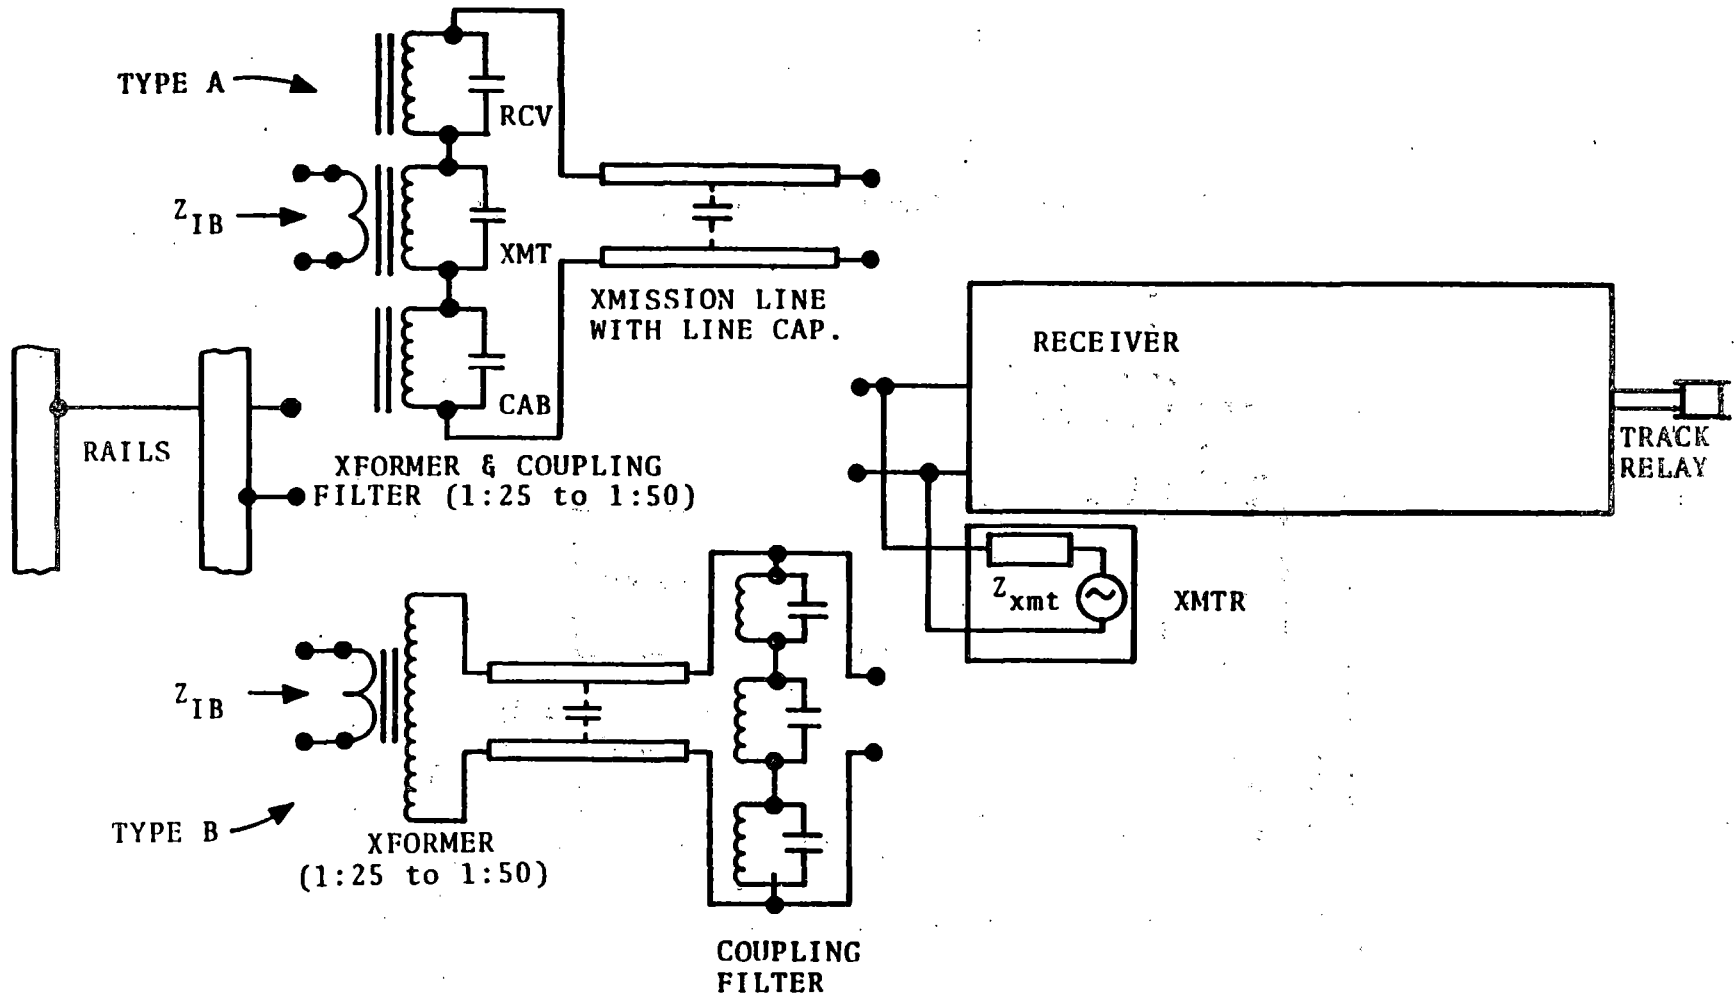 TYPE A
RCV
Z IB
XMT
XMISSION LINE
WITH LINE CAP.
RECEIVER
CAB
RAILS
XFORMER & COUPLING
FILTER (1:25 to 1:50)
TRACK
RELAY
Z xmt
XMTR
Z IB
TYPE B
XFORMER
(1:25 to 1:50)
COUPLING
FILTER